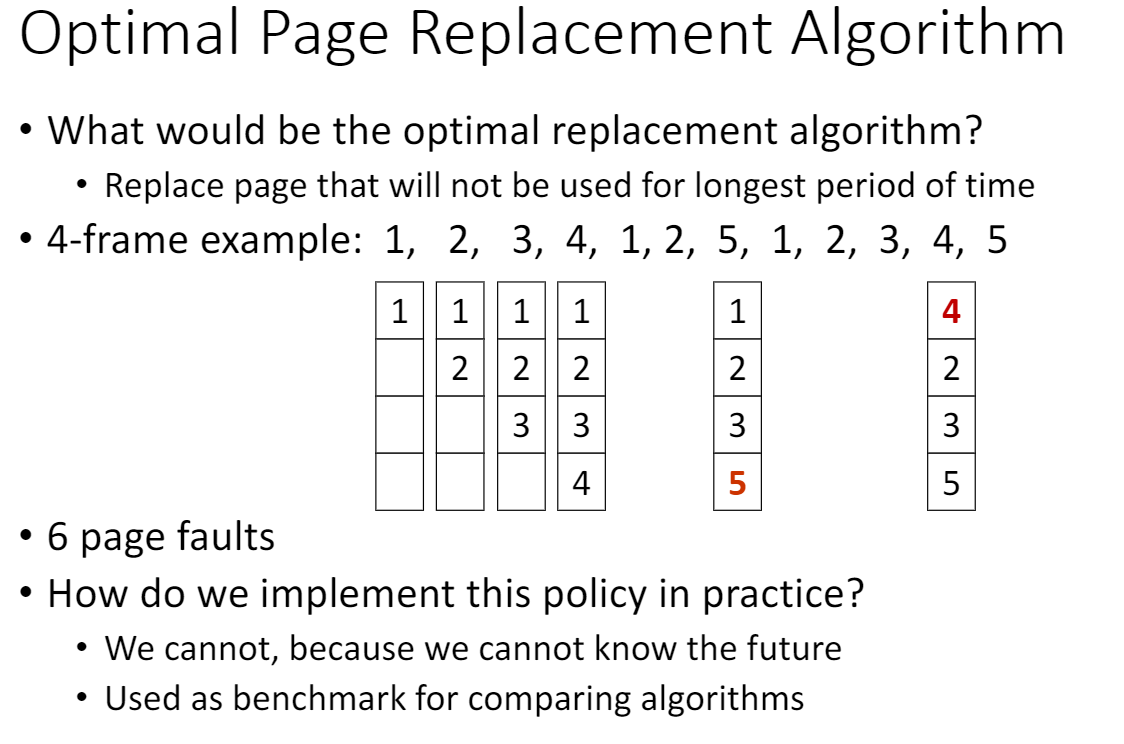 Optimal Page Replacement Algorithm
• What would be the optimal replacement algorithm?
• Replace page that will not be used for longest period of time
• 4-frame example: 1, 2, 3, 4, 1, 2, 5, 1, 2, 3, 4, 5
1 1 1 1 1 4
2 2 2 2 2
3 3 3 3
4 5 5
• 6 page faults
• How do we implement this policy in practice?
• We cannot, because we cannot know the future
• Used as benchmark for comparing algorithms